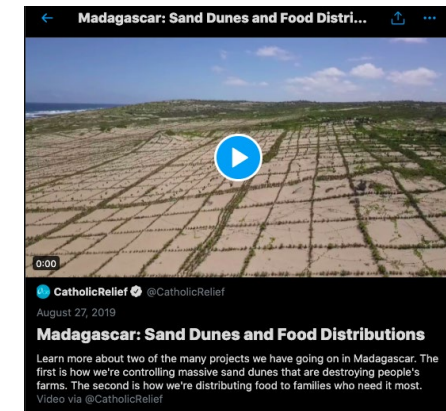 Madagascar: Sand Dunes and Food Distri...
0:00
CatholicRelief @CatholicRelief
August 27, 2019
Madagascar: Sand Dunes and Food Distributions
Learn more about two of the many projects we have going on in Madagascar. The
first is how we're controlling massive sand dunes that are destroying people's
farms. The second is how we're distributing food to families who need it most.
Video via @CatholicRelief